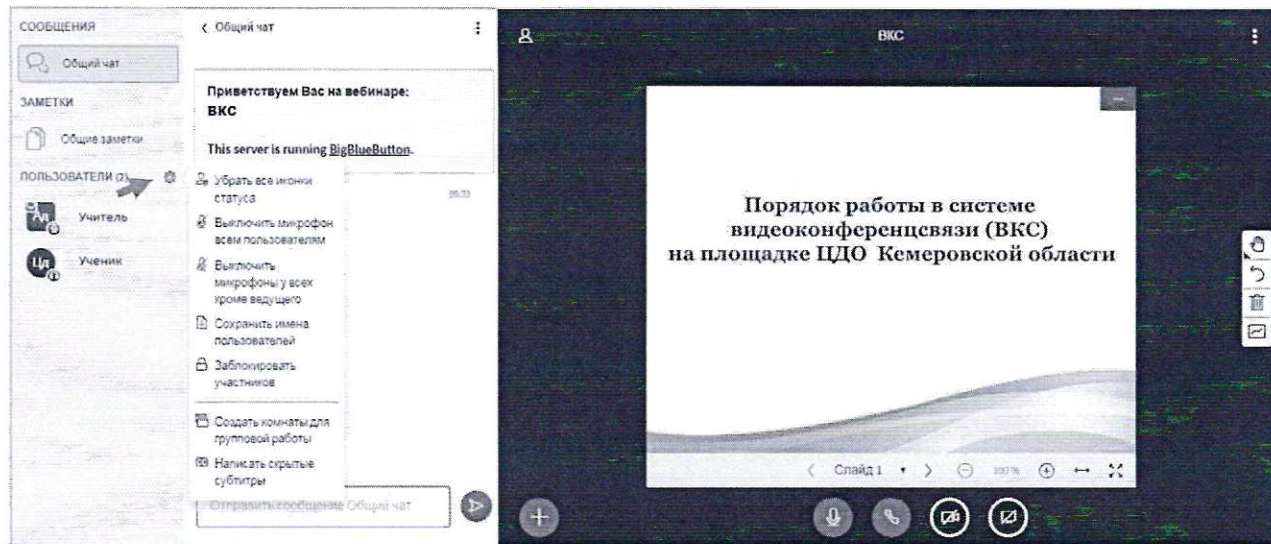 СООБЩЕНИЯ
Общий чат
ЗАМЕТКИ
Общие заметки
ПОЛЬЗОВАТЕЛИ (2)
Ад
Учитель
Цд
Ученик
Общий чат
Приветствуем Вас на вебинаре:
ВКС
This server is running BigBlueButton.
Убрать все иконки
статуса
Выключить микрофон
всем пользователям
Выключить
микрофоны у всех
кроме ведущего
Сохранить имена
пользователей
Заблокировать
участников
Создать комнаты для
групповой работы
Написать скрытые
субтитры
Отправить сообщение Общий чат
ВКС
Порядок работы в системе
видеоконференцсвязи (ВКС)
на площадке ЦДО Кемеровской области
Слайд 1
100%